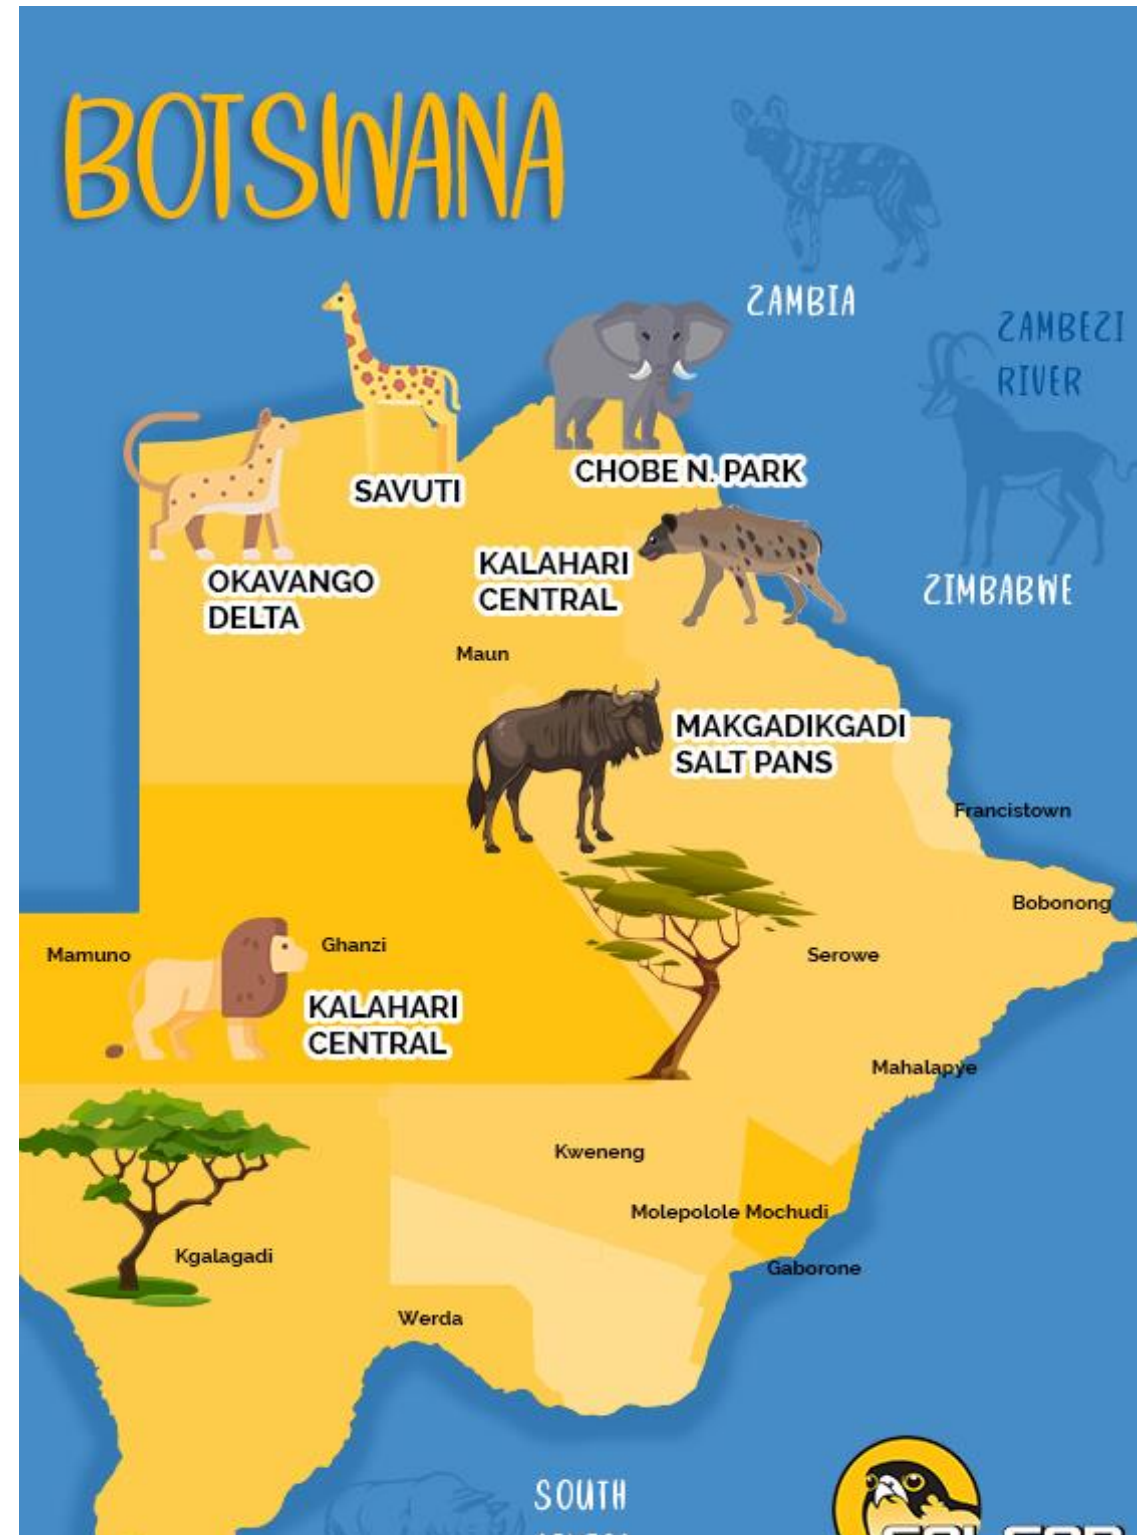 BOTSWANA
ZAMBIA
ZAMBEZI
RIVER
CHOBE N. PARK
SAVUTI
KALAHARI
CENTRAL
OKAVANGO
DELTA
ZIMBABWE
Maun
MAKGADIKGADI
SALT PANS
Francistown
Bobonong
Mamuno
Ghanzi
Serowe
KALAHARI
CENTRAL
Mahalapye
Kweneng
Molepolole Mochudi
Kgalagadi
Gaborone
Werda
SOUTH